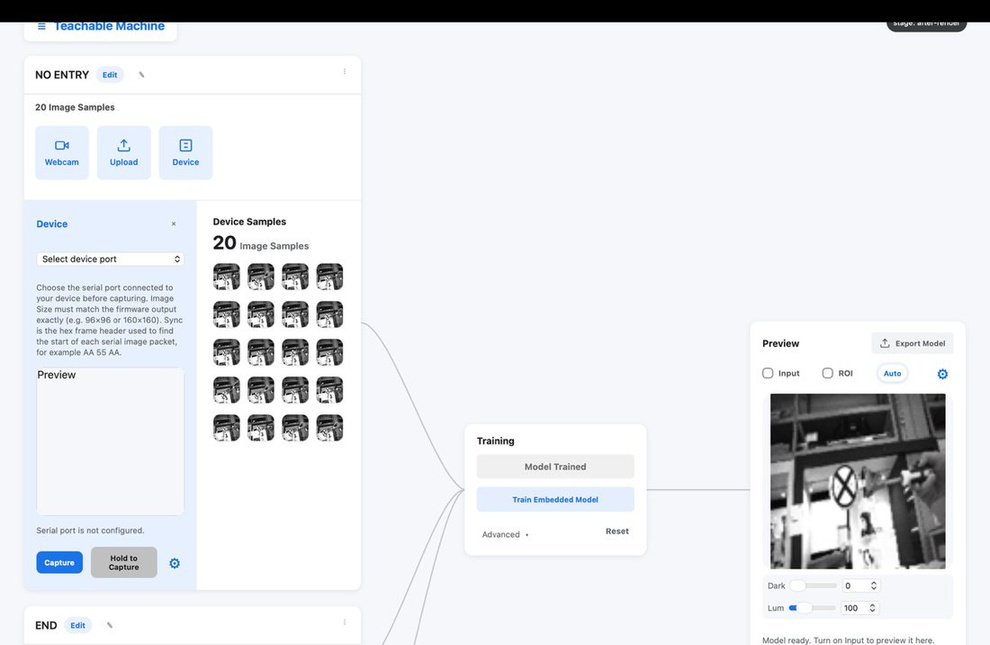 Teachable Machine
stage: after-render
NO ENTRY
Edit
20 Image Samples
Webcam
Upload
Device
Device
×
Select device port
Choose the serial port connected to
your device before capturing. Image
Size must match the firmware output
exactly (e.g. 96×96 or 160×160). Sync
is the hex frame header used to find
the start of each serial image packet,
for example AA 55 AA.
Preview
Serial port is not configured.
Capture
Hold to
Capture
Device Samples
20 Image Samples
Training
Model Trained
Train Embedded Model
Advanced
Reset
Preview
Export Model
Input
ROI
Auto
Dark
0
Lum
100
Model ready. Turn on Input to preview it here.
END
Edit